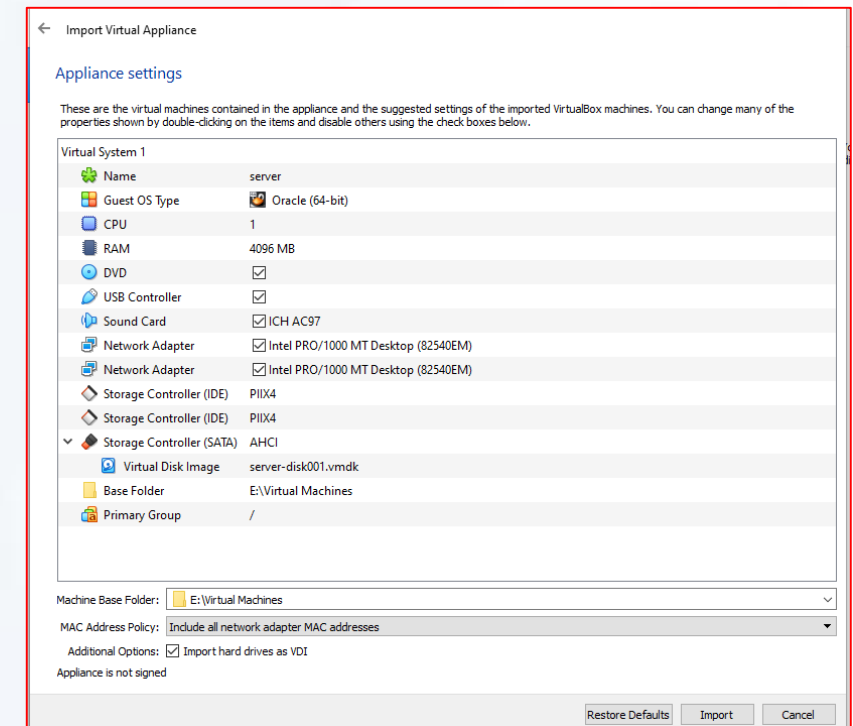 Import Virtual Appliance
Appliance settings
These are the virtual machines contained in the appliance and the suggested settings of the imported VirtualBox machines. You can change many of the
properties shown by double-clicking on the items and disable others using the check boxes below.
Virtual System 1
Name server
Guest OS Type Oracle (64-bit)
CPU 1
RAM 4096 MB
DVD
USB Controller
Sound Card ICH AC97
Network Adapter Intel PRO/1000 MT Desktop (82540EM)
Network Adapter Intel PRO/1000 MT Desktop (82540EM)
Storage Controller (IDE) PIIX4
Storage Controller (IDE) PIIX4
Storage Controller (SATA) AHCI
Virtual Disk Image server-disk001.vmdk
Base Folder E:\Virtual Machines
Primary Group /
Machine Base Folder: E:\Virtual Machines
MAC Address Policy: Include all network adapter MAC addresses
Additional Options: Import hard drives as VDI
Appliance is not signed
Restore Defaults Import Cancel